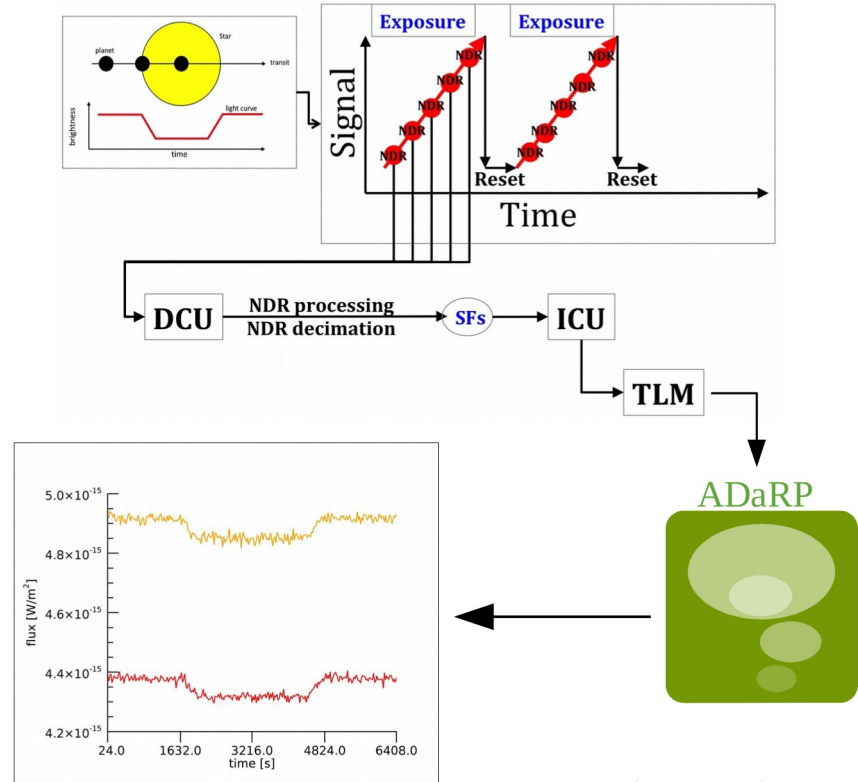 planet
Star
transit
brightness
light curve
time
Exposure
Exposure
Signal
NDR
NDR
NDR
NDR
NDR
NDR
NDR
NDR
NDR
NDR
Reset
Reset
Time
DCU
NDR processing
NDR decimation
SFs
ICU
TLM
ADaRP
flux [W/m²]
5.0×10⁻¹⁵
4.8×10⁻¹⁵
4.6×10⁻¹⁵
4.4×10⁻¹⁵
4.2×10⁻¹⁵
24.0 1632.0 3216.0 4824.0 6408.0
time [s]